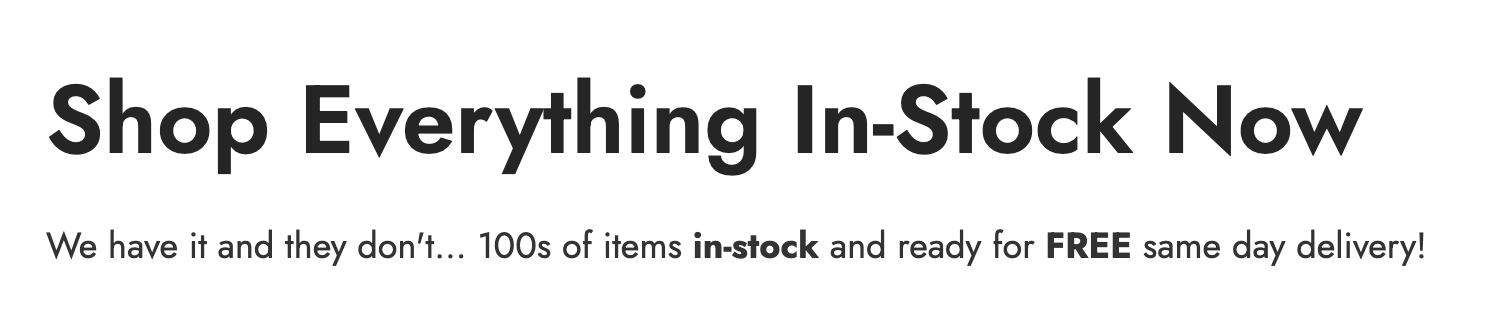 Shop Everything In-Stock Now
We have it and they don't... 100s of items in-stock and ready for FREE same day delivery!